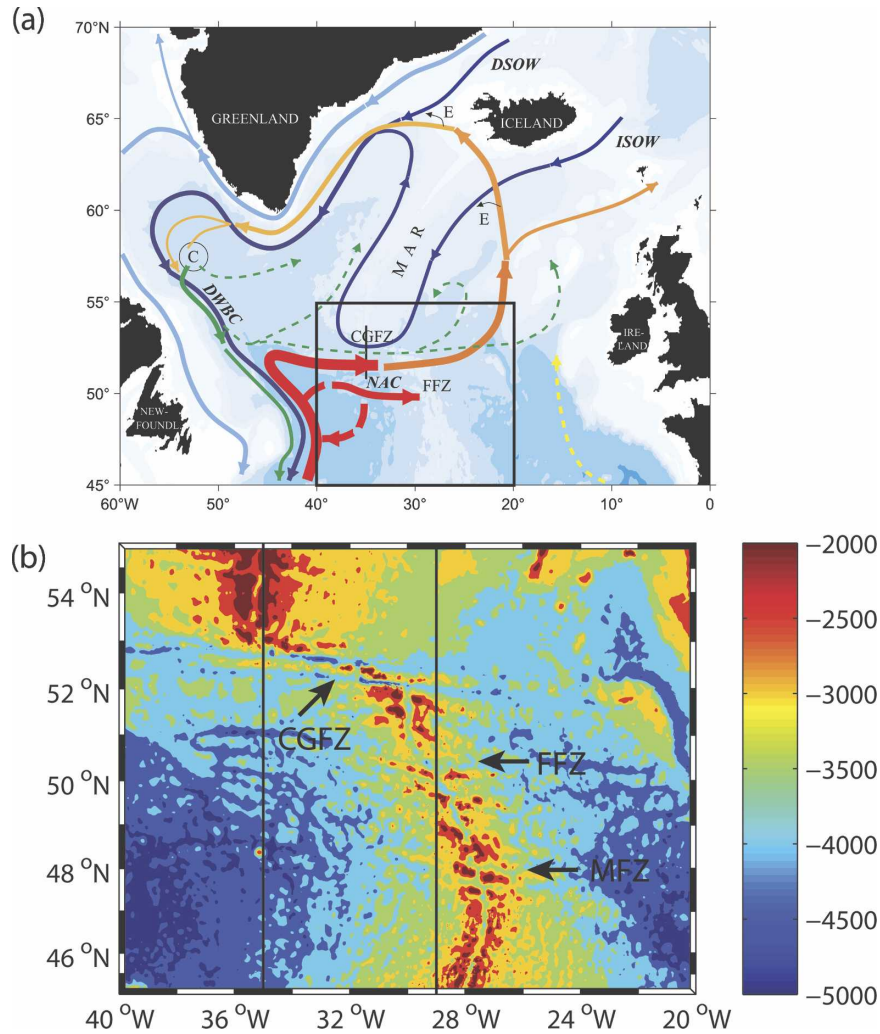 (a)
70°N
65°
60°
55°
50°
45°
60°W
50°
40°
30°
20°
10°
0
GREENLAND
ICELAND
DSOW
ISOW
E
E
M A R
C
DWBC
CGFZ
NAC
FFZ
IRE-
LAND
NEW-
FOUNDL.
(b)
54 °N
52 °N
50 °N
48 °N
46 °N
40 °W
36 °W
32 °W
28 °W
24 °W
20 °W
CGFZ
FFZ
MFZ
−2000
−2500
−3000
−3500
−4000
−4500
−5000